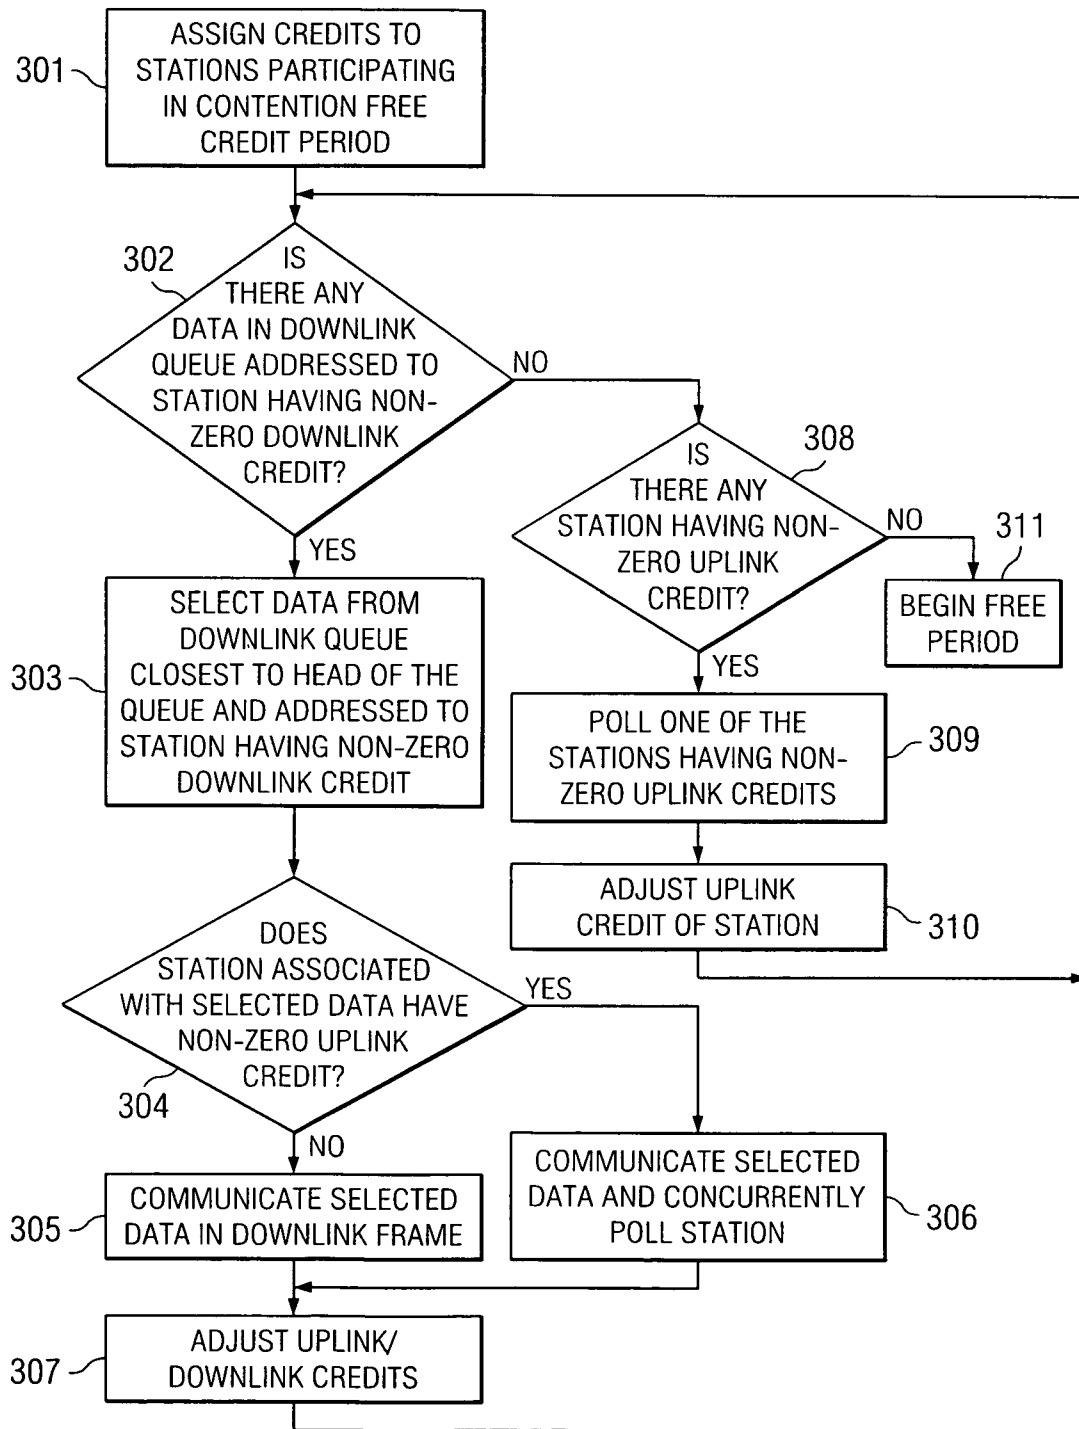 301
ASSIGN CREDITS TO
STATIONS PARTICIPATING
IN CONTENTION FREE
CREDIT PERIOD
302
IS
THERE ANY
DATA IN DOWNLINK
QUEUE ADDRESSED TO
STATION HAVING NON-
ZERO DOWNLINK
CREDIT?
NO
YES
308
IS
THERE ANY
STATION HAVING NON-
ZERO UPLINK
CREDIT?
NO
YES
311
BEGIN FREE
PERIOD
303
SELECT DATA FROM
DOWNLINK QUEUE
CLOSEST TO HEAD OF THE
QUEUE AND ADDRESSED TO
STATION HAVING NON-ZERO
DOWNLINK CREDIT
POLL ONE OF THE
STATIONS HAVING NON-
ZERO UPLINK CREDITS
309
ADJUST UPLINK
CREDIT OF STATION
310
DOES
STATION ASSOCIATED
WITH SELECTED DATA HAVE
NON-ZERO UPLINK
CREDIT?
304
YES
NO
305
COMMUNICATE SELECTED
DATA IN DOWNLINK FRAME
COMMUNICATE SELECTED
DATA AND CONCURRENTLY
POLL STATION
306
307
ADJUST UPLINK/
DOWNLINK CREDITS